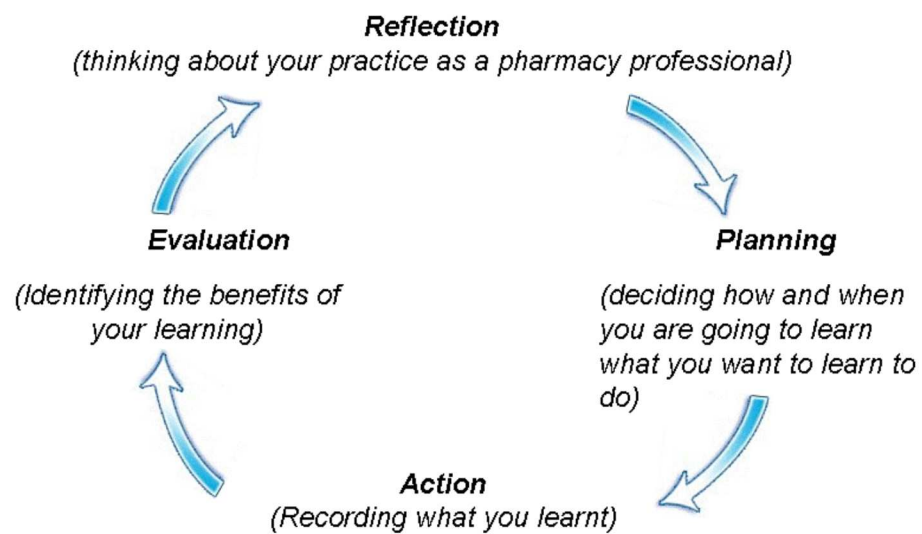 Reflection
(thinking about your practice as a pharmacy professional)
Evaluation
(Identifying the benefits of
your learning)
Planning
(deciding how and when
you are going to learn
what you want to learn to
do)
Action
(Recording what you learnt)